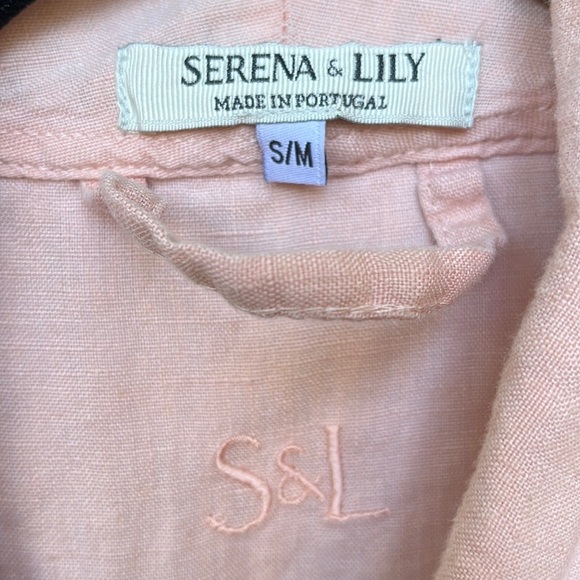 SERENA & LILY
MADE IN PORTUGAL
S/M
S&L